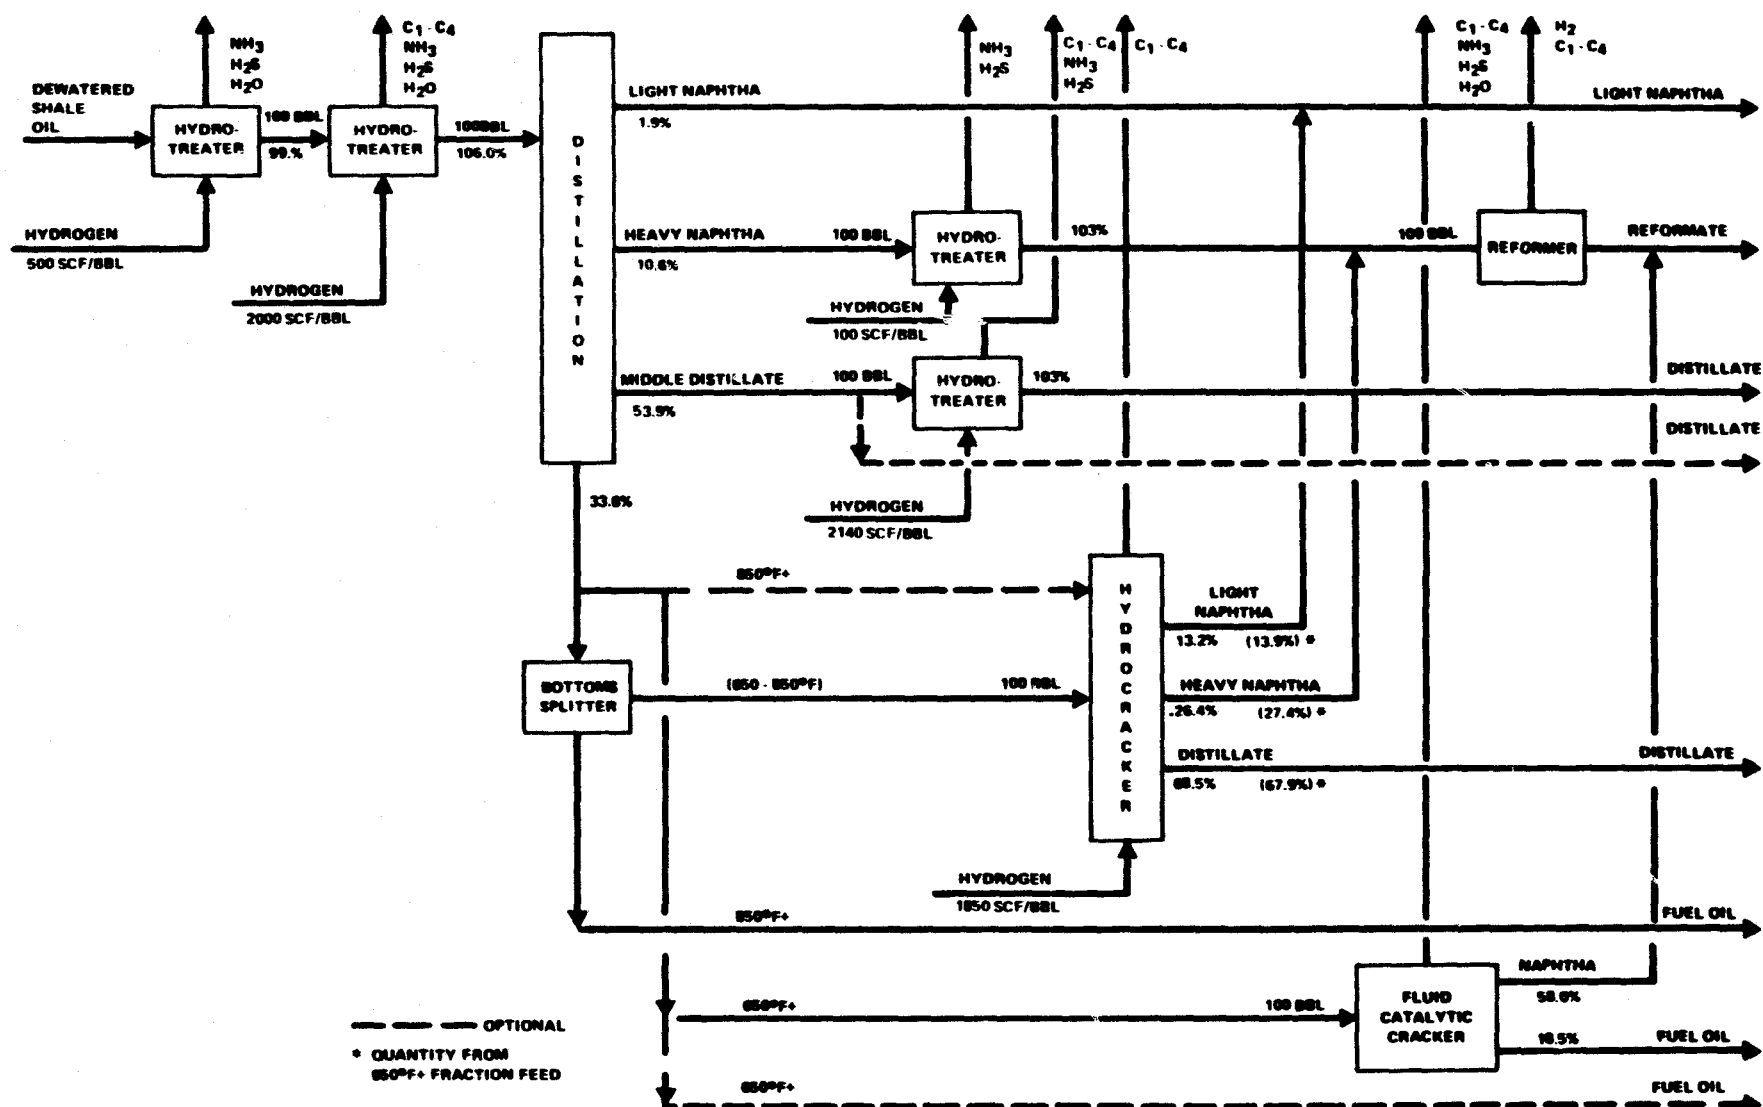 NH3
H2S
H2O
C1 - C4
NH3
H2S
H2O
NH3
H2S
C1 - C4
NH3
H2S
C1 - C4
C1 - C4
NH3
H2S
H2O
H2
C1 - C4
DEWATERED
SHALE
OIL
HYDRO-
TREATER
100 BBL
99.%
HYDRO-
TREATER
100BBL
106.0%
HYDROGEN
500 SCF/BBL
HYDROGEN
2000 SCF/BBL
DISTILLATION
LIGHT NAPHTHA
1.9%
LIGHT NAPHTHA
HEAVY NAPHTHA
10.6%
100 BBL
HYDRO-
TREATER
103%
100 BBL
REFORMER
REFORMATE
HYDROGEN
100 SCF/BBL
MIDDLE DISTILLATE
53.9%
100 BBL
HYDRO-
TREATER
103%
DISTILLATE
DISTILLATE
HYDROGEN
2140 SCF/BBL
HYDROCRACKER
LIGHT
NAPHTHA
13.2% (13.9%) *
BOTTOMS
SPLITTER
100 BBL
HEAVY NAPHTHA
26.4% (27.4%) *
DISTILLATE
(67.9%) *
DISTILLATE
HYDROGEN
1850 SCF/BBL
FUEL OIL
100 BBL
FLUID
CATALYTIC
CRACKER
NAPHTHA
FUEL OIL
FUEL OIL
OPTIONAL
* QUANTITY FROM
FRACTION FEED